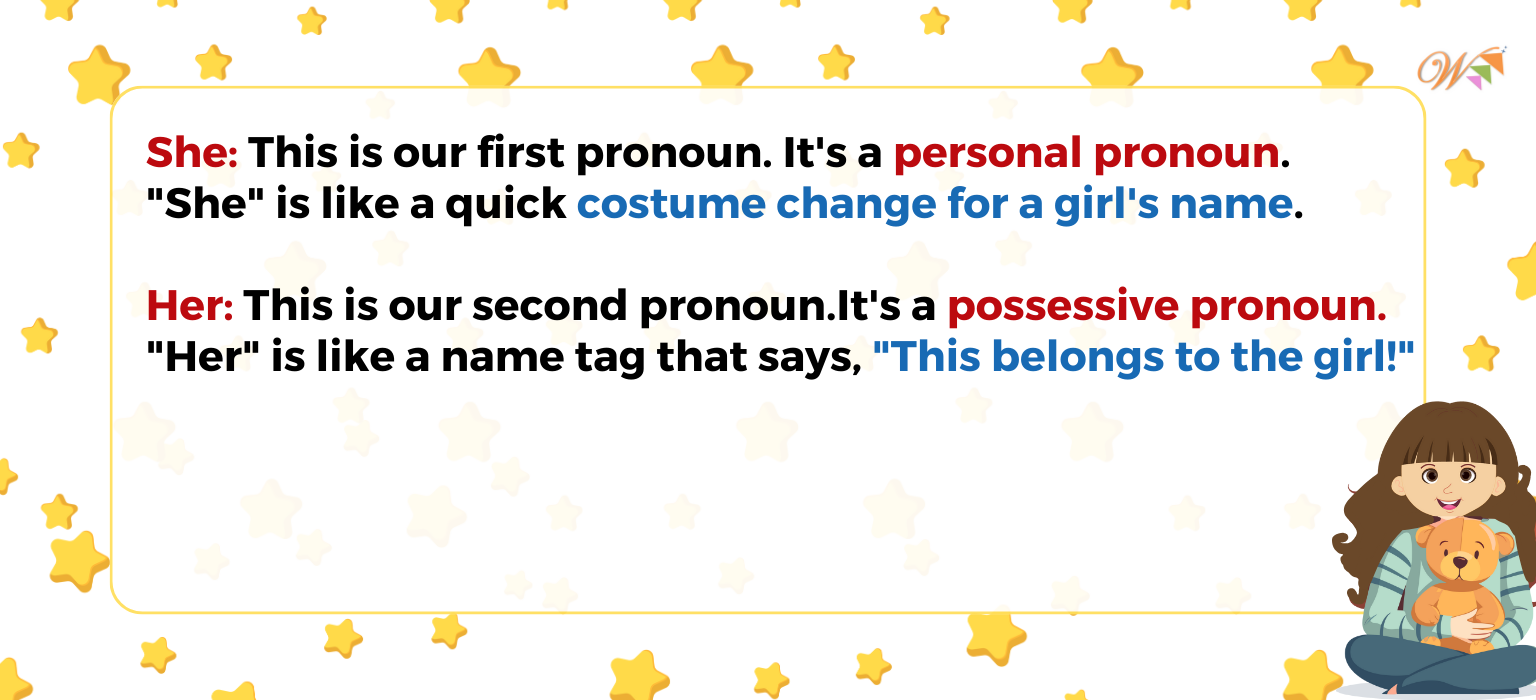 She: This is our first pronoun. It's a personal pronoun.
"She" is like a quick costume change for a girl's name.
Her: This is our second pronoun.It's a possessive pronoun.
"Her" is like a name tag that says, "This belongs to the girl!"
W